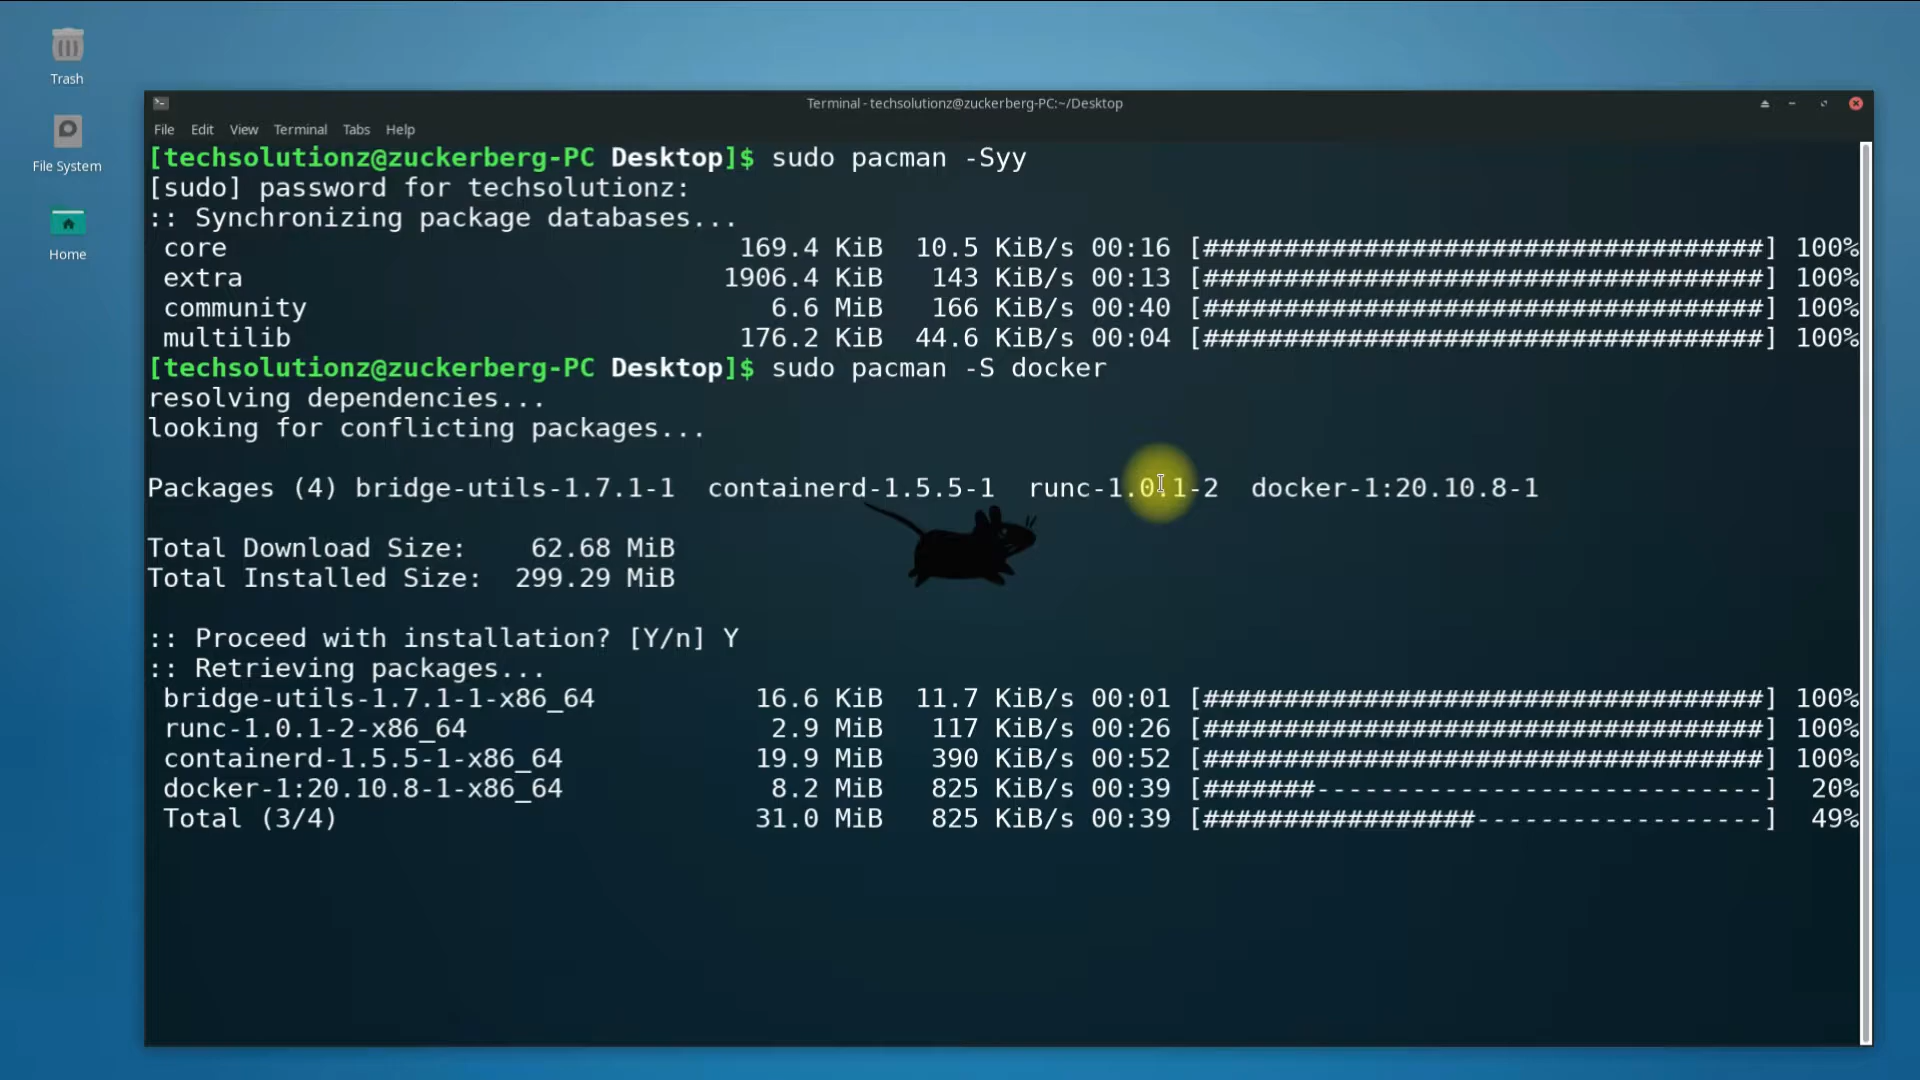 Trash
File System
Home
Terminal - techsolutionz@zuckerberg-PC:~/Desktop
File Edit View Terminal Tabs Help
[techsolutionz@zuckerberg-PC Desktop]$ sudo pacman -Syy
[sudo] password for techsolutionz:
:: Synchronizing package databases...
core 169.4 KiB 10.5 KiB/s 00:16 [###################################] 100%
extra 1906.4 KiB 143 KiB/s 00:13 [###################################] 100%
community 6.6 MiB 166 KiB/s 00:40 [###################################] 100%
multilib 176.2 KiB 44.6 KiB/s 00:04 [###################################] 100%
[techsolutionz@zuckerberg-PC Desktop]$ sudo pacman -S docker
resolving dependencies...
looking for conflicting packages...
Packages (4) bridge-utils-1.7.1-1 containerd-1.5.5-1 runc-1.0.1-2 docker-1:20.10.8-1
Total Download Size: 62.68 MiB
Total Installed Size: 299.29 MiB
:: Proceed with installation? [Y/n] Y
:: Retrieving packages...
bridge-utils-1.7.1-1-x86_64 16.6 KiB 11.7 KiB/s 00:01 [###################################] 100%
runc-1.0.1-2-x86_64 2.9 MiB 117 KiB/s 00:26 [###################################] 100%
containerd-1.5.5-1-x86_64 19.9 MiB 390 KiB/s 00:52 [###################################] 100%
docker-1:20.10.8-1-x86_64 8.2 MiB 825 KiB/s 00:39 [#######----------------------------] 20%
Total (3/4) 31.0 MiB 825 KiB/s 00:39 [#################------------------] 49%